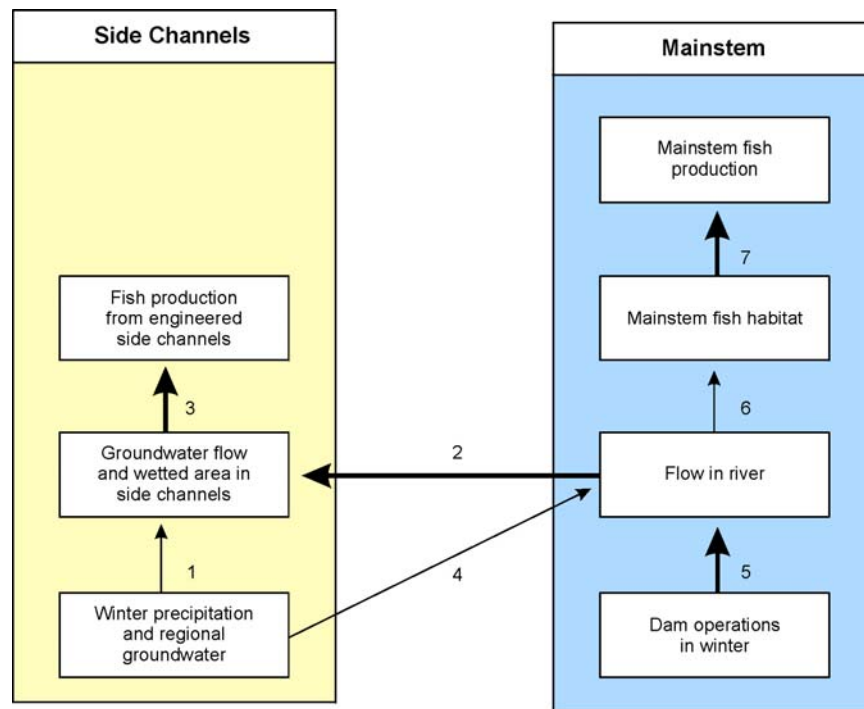 Side Channels
Mainstem
Mainstem fish
production
7
Fish production
from engineered
side channels
Mainstem fish habitat
3
6
Groundwater flow
and wetted area in
side channels
2
Flow in river
1
4
5
Winter precipitation
and regional
groundwater
Dam operations
in winter